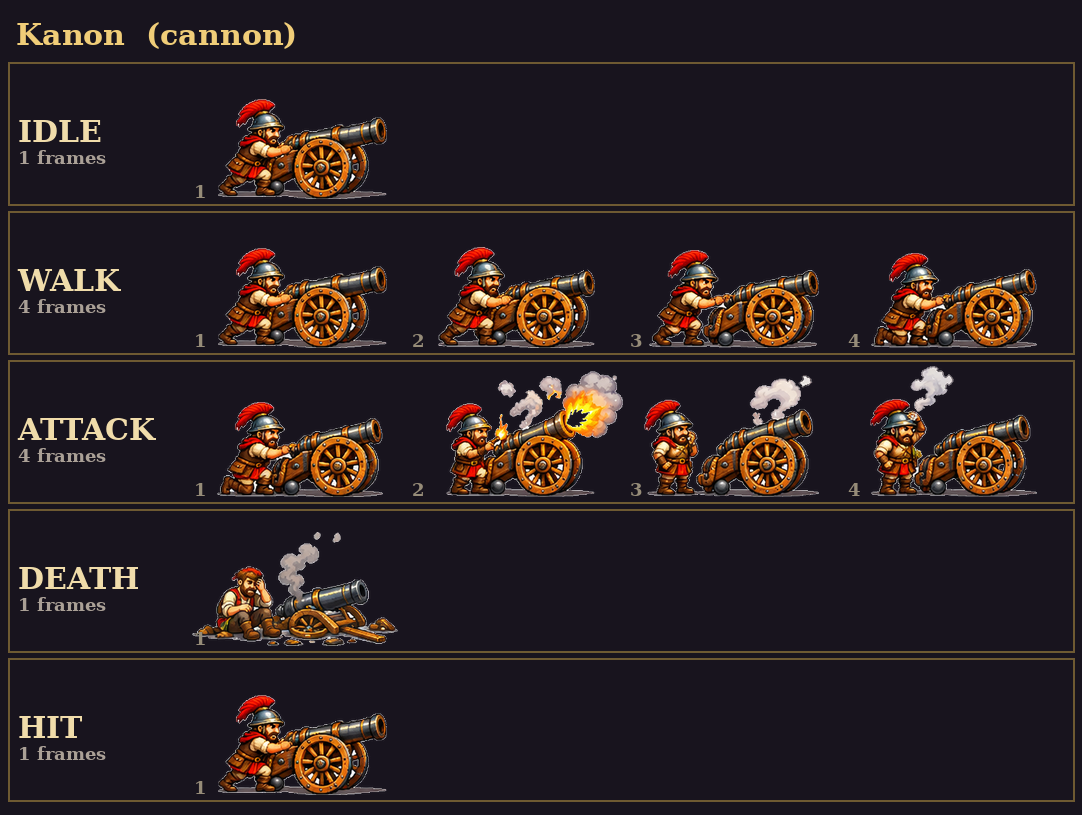 Kanon (cannon)
IDLE
1 frames
1
WALK
4 frames
1 2 3 4
ATTACK
4 frames
1 2 3 4
DEATH
1 frames
1
HIT
1 frames
1